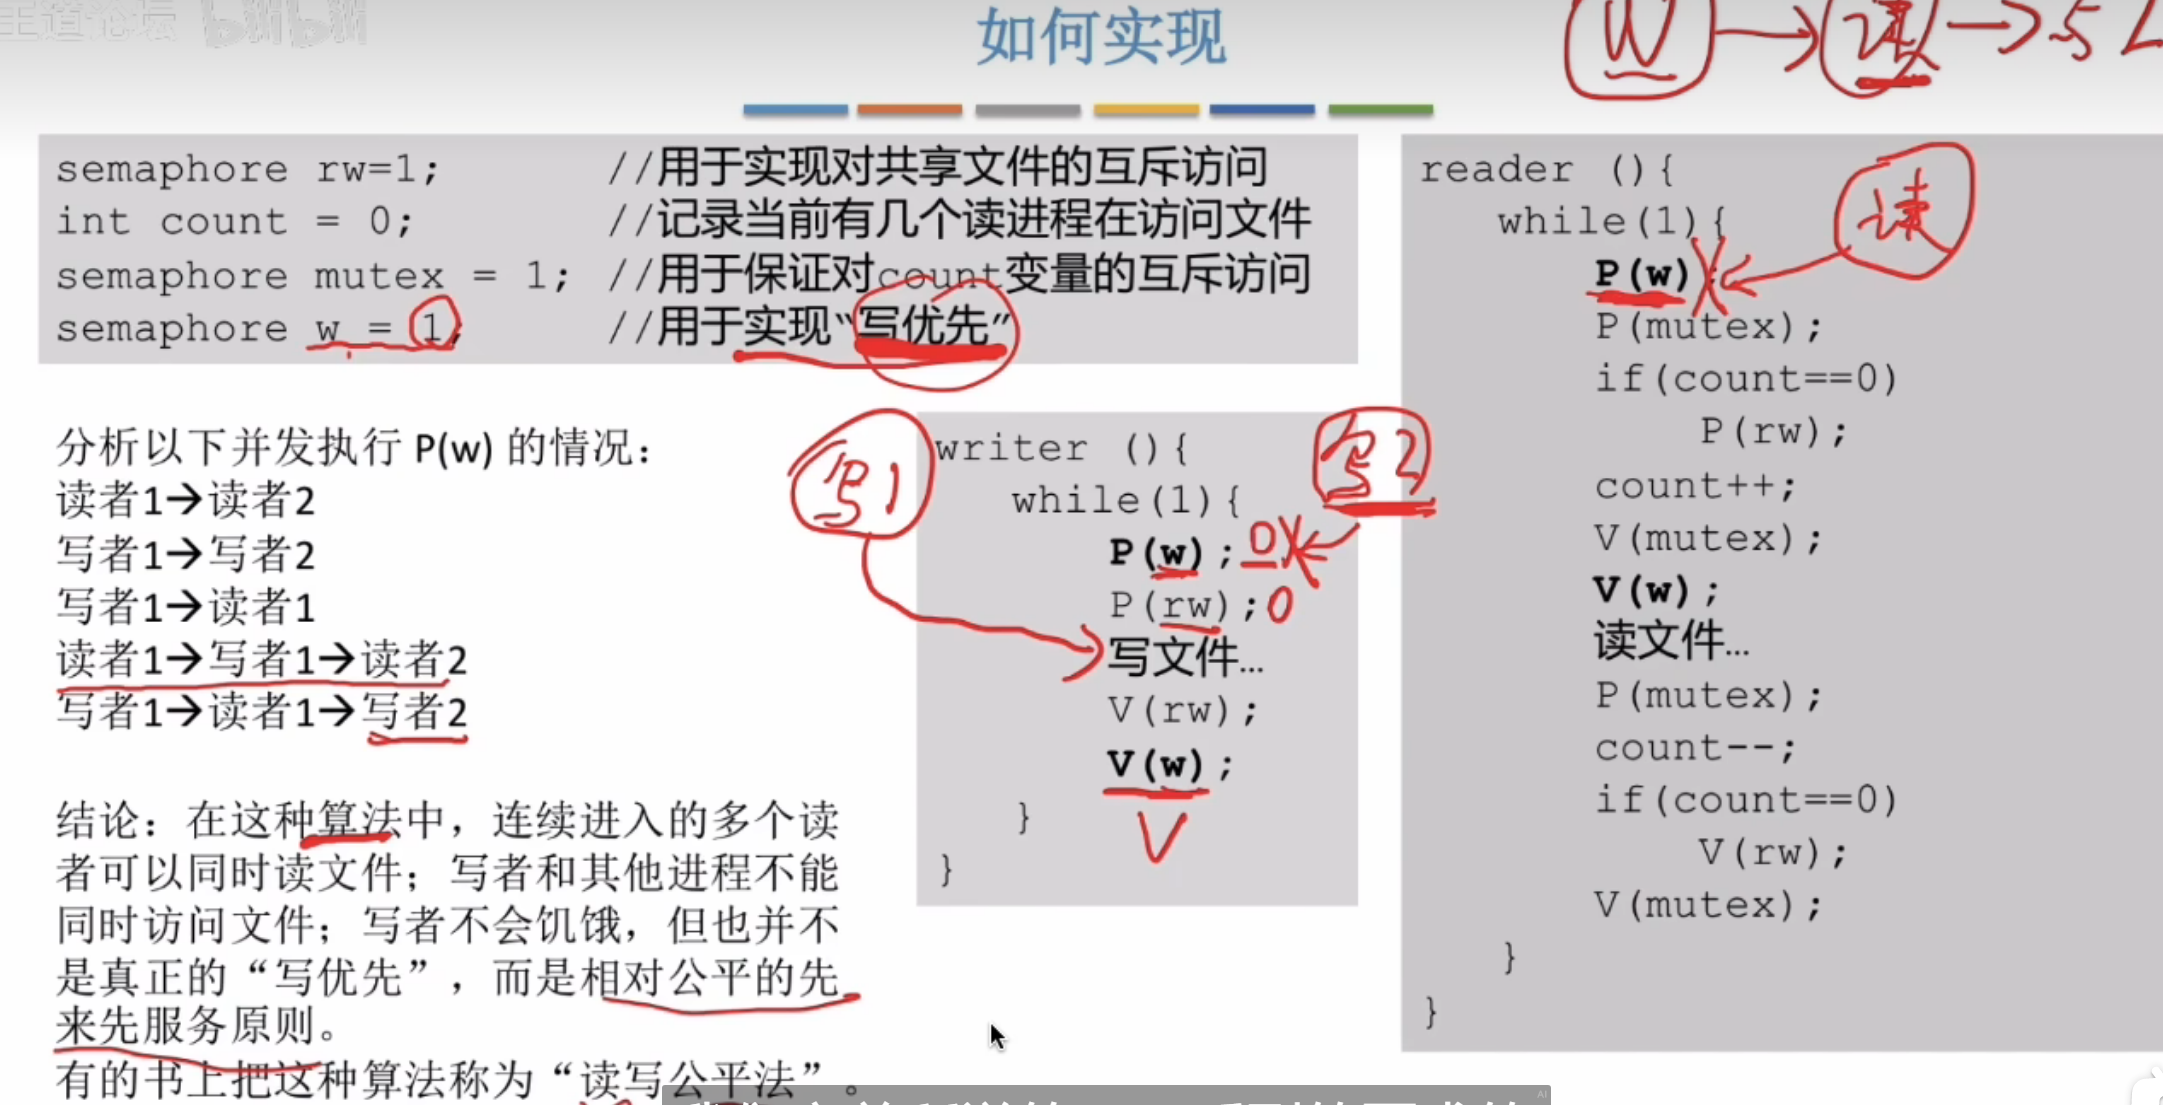 王道论坛 bilibili
如何实现
W → 读 → 写
semaphore rw=1; //用于实现对共享文件的互斥访问
int count = 0; //记录当前有几个读进程在访问文件
semaphore mutex = 1; //用于保证对count变量的互斥访问
semaphore w = 1; //用于实现“写优先”
分析以下并发执行 P(w) 的情况：
读者1→读者2
写者1→写者2
写者1→读者1
读者1→写者1→读者2
写者1→读者1→写者2
结论：在这种算法中，连续进入的多个读
者可以同时读文件；写者和其他进程不能
同时访问文件；写者不会饥饿，但也并不
是真正的“写优先”，而是相对公平的先
来先服务原则。
有的书上把这种算法称为“读写公平法”。
写1
写2
writer (){
while(1){
P(w); 0
P(rw); 0
写文件…
V(rw);
V(w);
V
}
}
reader (){
while(1){
读
P(w);
P(mutex);
if(count==0)
P(rw);
count++;
V(mutex);
V(w);
读文件…
P(mutex);
count--;
if(count==0)
V(rw);
V(mutex);
}
}
AI